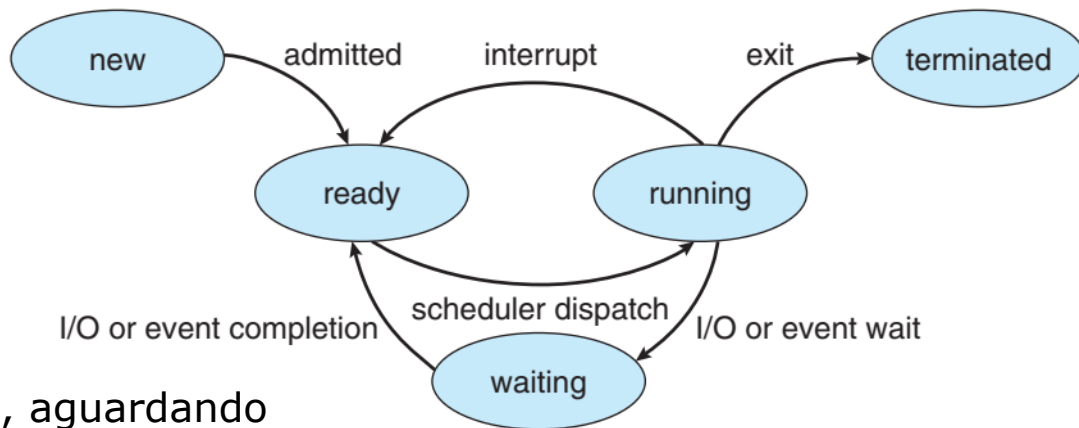 new
admitted
interrupt
exit
terminated
ready
running
scheduler dispatch
I/O or event completion
I/O or event wait
waiting
, aguardando